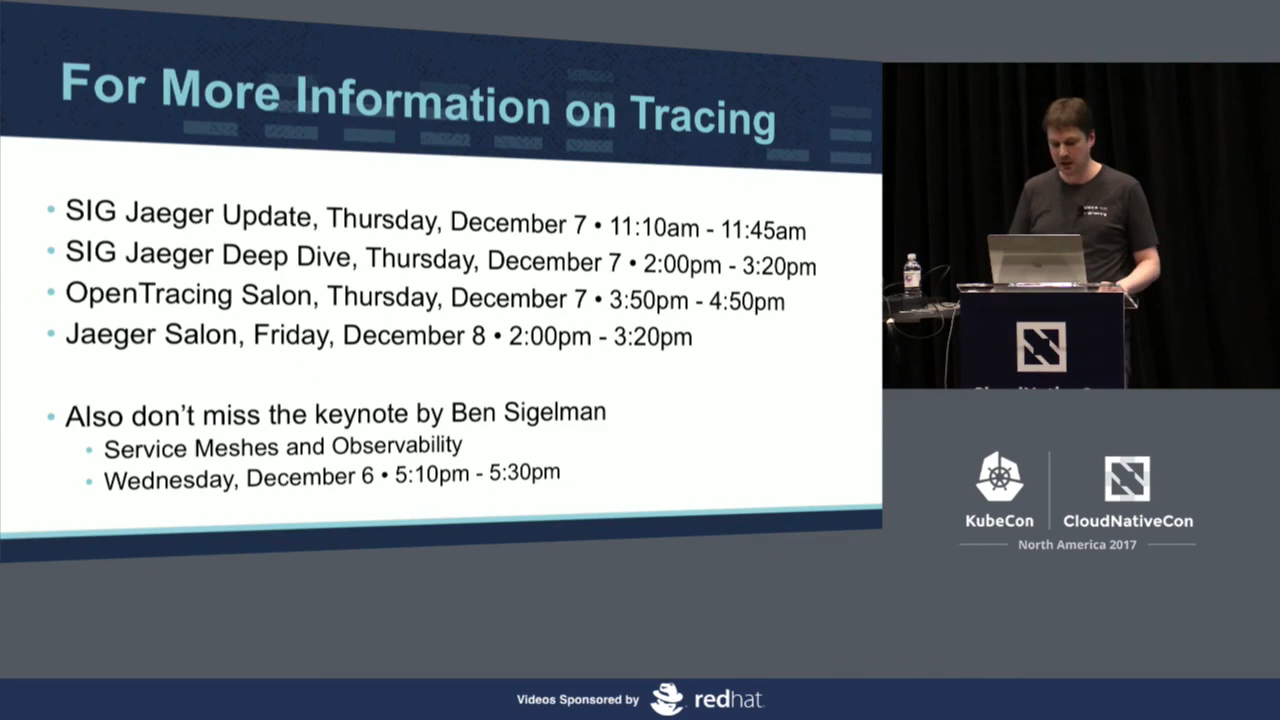 For More Information on Tracing
• SIG Jaeger Update, Thursday, December 7 • 11:10am - 11:45am
• SIG Jaeger Deep Dive, Thursday, December 7 • 2:00pm - 3:20pm
• OpenTracing Salon, Thursday, December 7 • 3:50pm - 4:50pm
• Jaeger Salon, Friday, December 8 • 2:00pm - 3:20pm
• Also don’t miss the keynote by Ben Sigelman
• Service Meshes and Observability
• Wednesday, December 6 • 5:10pm - 5:30pm
KubeCon
CloudNativeCon
North America 2017
Videos Sponsored by
redhat